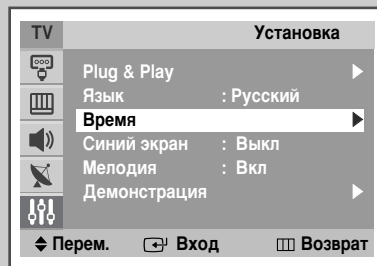 TV Установка
Plug & Play
Язык : Русский
Время
Синий экран : Выкл
Мелодия : Вкл
Демонстрация
Перем. Вход Возврат